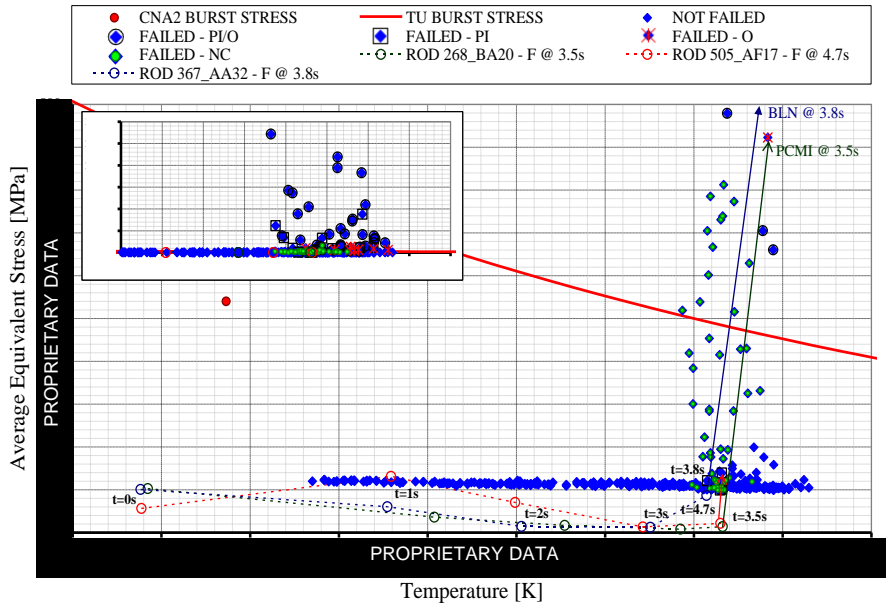 CNA2 BURST STRESS TU BURST STRESS NOT FAILED
FAILED - PI/O FAILED - PI FAILED - O
FAILED - NC ROD 268_BA20 - F @ 3.5s ROD 505_AF17 - F @ 4.7s
ROD 367_AA32 - F @ 3.8s
BLN @ 3.8s
PCMI @ 3.5s
Average Equivalent Stress [MPa]
PROPRIETARY DATA
t=3.8s
t=0s
t=1s
t=2s
t=3s
t=4.7s
t=3.5s
PROPRIETARY DATA
Temperature [K]